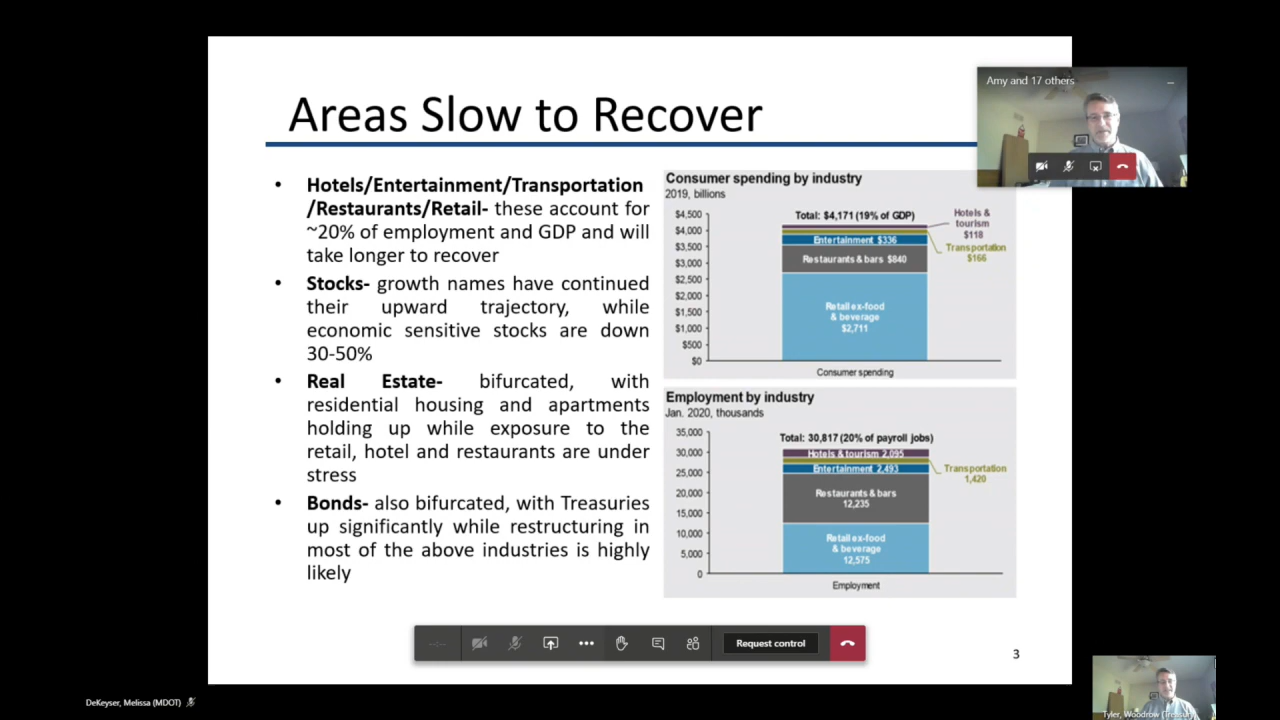 Areas Slow to Recover
Amy and 17 others
• Hotels/Entertainment/Transportation
/Restaurants/Retail- these account for
~20% of employment and GDP and will
take longer to recover
• Stocks- growth names have continued
their upward trajectory, while
economic sensitive stocks are down
30-50%
• Real Estate- bifurcated, with
residential housing and apartments
holding up while exposure to the
retail, hotel and restaurants are under
stress
• Bonds- also bifurcated, with Treasuries
up significantly while restructuring in
most of the above industries is highly
likely
Consumer spending by industry
2019, billions
$4,500
$4,000
$3,500
$3,000
$2,500
$2,000
$1,500
$1,000
$500
$0
Total: $4,171 (19% of GDP)
Hotels &
tourism
$118
Transportation
$166
Entertainment $336
Restaurants & bars $840
Retail ex-food
& beverage
$2,711
Consumer spending
Employment by industry
Jan. 2020, thousands
35,000
30,000
25,000
20,000
15,000
10,000
5,000
0
Total: 30,817 (20% of payroll jobs)
Hotels & tourism 2,095
Transportation
1,420
Entertainment 2,493
Restaurants & bars
12,235
Retail ex-food
& beverage
12,575
Employment
Request control
3
DeKeyser, Melissa (MDOT)
Tyler, Woodrow (Treasury)